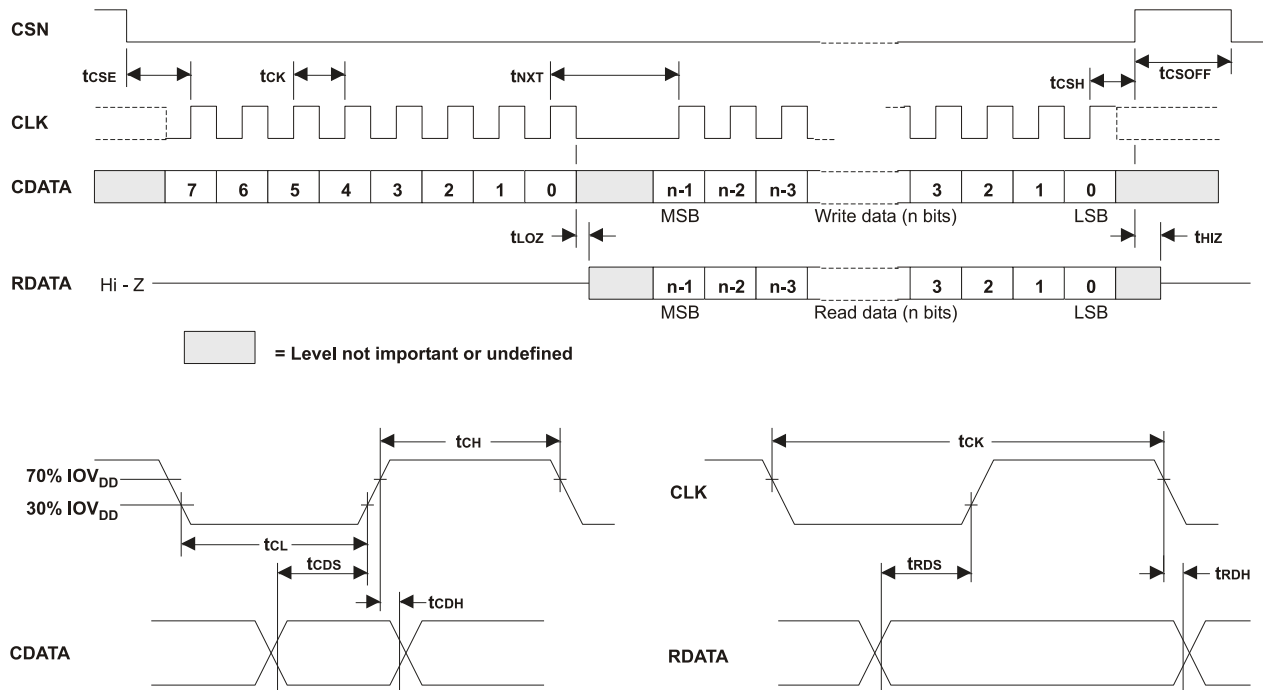 CSN
tCSE tCK tNXT tCSH tCSOFF
CLK
CDATA 7 6 5 4 3 2 1 0 n-1 n-2 n-3 3 2 1 0
MSB Write data (n bits) LSB
tLOZ tHIZ
RDATA Hi - Z n-1 n-2 n-3 3 2 1 0
MSB Read data (n bits) LSB
= Level not important or undefined
tCH
70% IOVDD
30% IOVDD
tCL
tCDS
tCDH
CDATA
tCK
CLK
tRDS
tRDH
RDATA